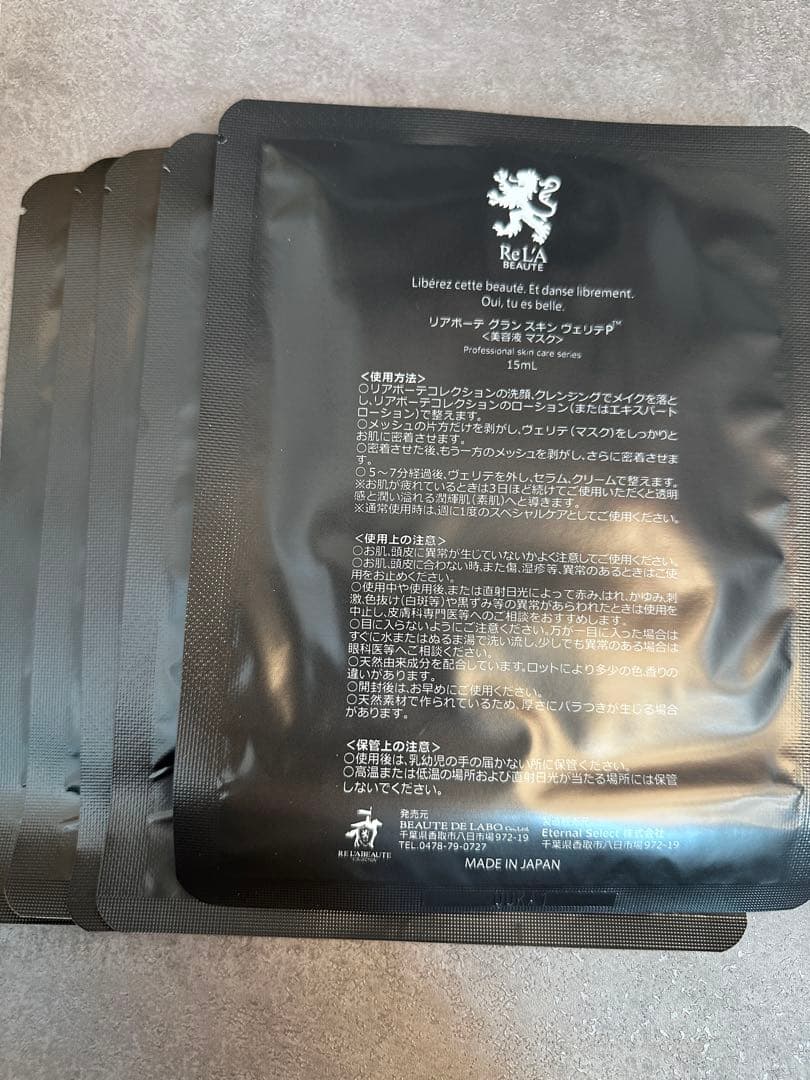 ReL'A
BEAUTE
Libérez cette beauté. Et danse librement.
Oui, tu es belle.
リアボーテ グラン スキン ヴェリテP™
<美容液 マスク>
Professional skin care series
15mL
<使用方法>
○リアボーテコレクションの洗顔、クレンジングでメイクを落と
し、リアボーテコレクションのローション(またはエキスパート
ローション)で整えます。
○メッシュの片方だけを剥がし、ヴェリテ(マスク)をしっかりと
お肌に密着させます。
○密着させた後、もう一方のメッシュを剥がし、さらに密着させま
す。
○5〜7分経過後、ヴェリテを外し、セラム、クリームで整えます。
※お肌が疲れているときは3日ほど続けてご使用いただくと透明
感と潤い溢れる潤輝肌(素肌)へと導きます。
※通常使用時は、週に1度のスペシャルケアとしてご使用ください。
<使用上の注意>
○お肌、頭皮に異常が生じていないかよく注意してご使用ください。
○お肌、頭皮に合わない時、また傷、湿疹等、異常のあるときはご使
用をお止めください。
○使用中や使用後、または直射日光によって赤み、はれ、かゆみ、刺
激、色抜け(白斑等)や黒ずみ等の異常があらわれたときは使用を
中止し、皮膚科専門医等へのご相談をおすすめします。
○目に入らないようにご注意ください。万が一目に入った場合は
すぐに水またはぬるま湯で洗い流し、少しでも異常のある場合は
眼科医等へご相談ください。
○天然由来成分を配合しています。ロットにより多少の色、香りの
違いがあります。
○開封後は、お早めにご使用ください。
○天然素材で作られているため、厚さにバラつきが生じる場合
があります。
<保管上の注意>
○使用後は、乳幼児の手の届かない所に保管ください。
○高温または低温の場所および直射日光が当たる場所には保管
しないでください。
RE LA BEAUTE
発売元
BEAUTE DE LABO Co.,Ltd.
千葉県香取市八日市場972-19
TEL.0478-79-0727
Eternal Select 株式会社
千葉県香取市八日市場972-19
MADE IN JAPAN